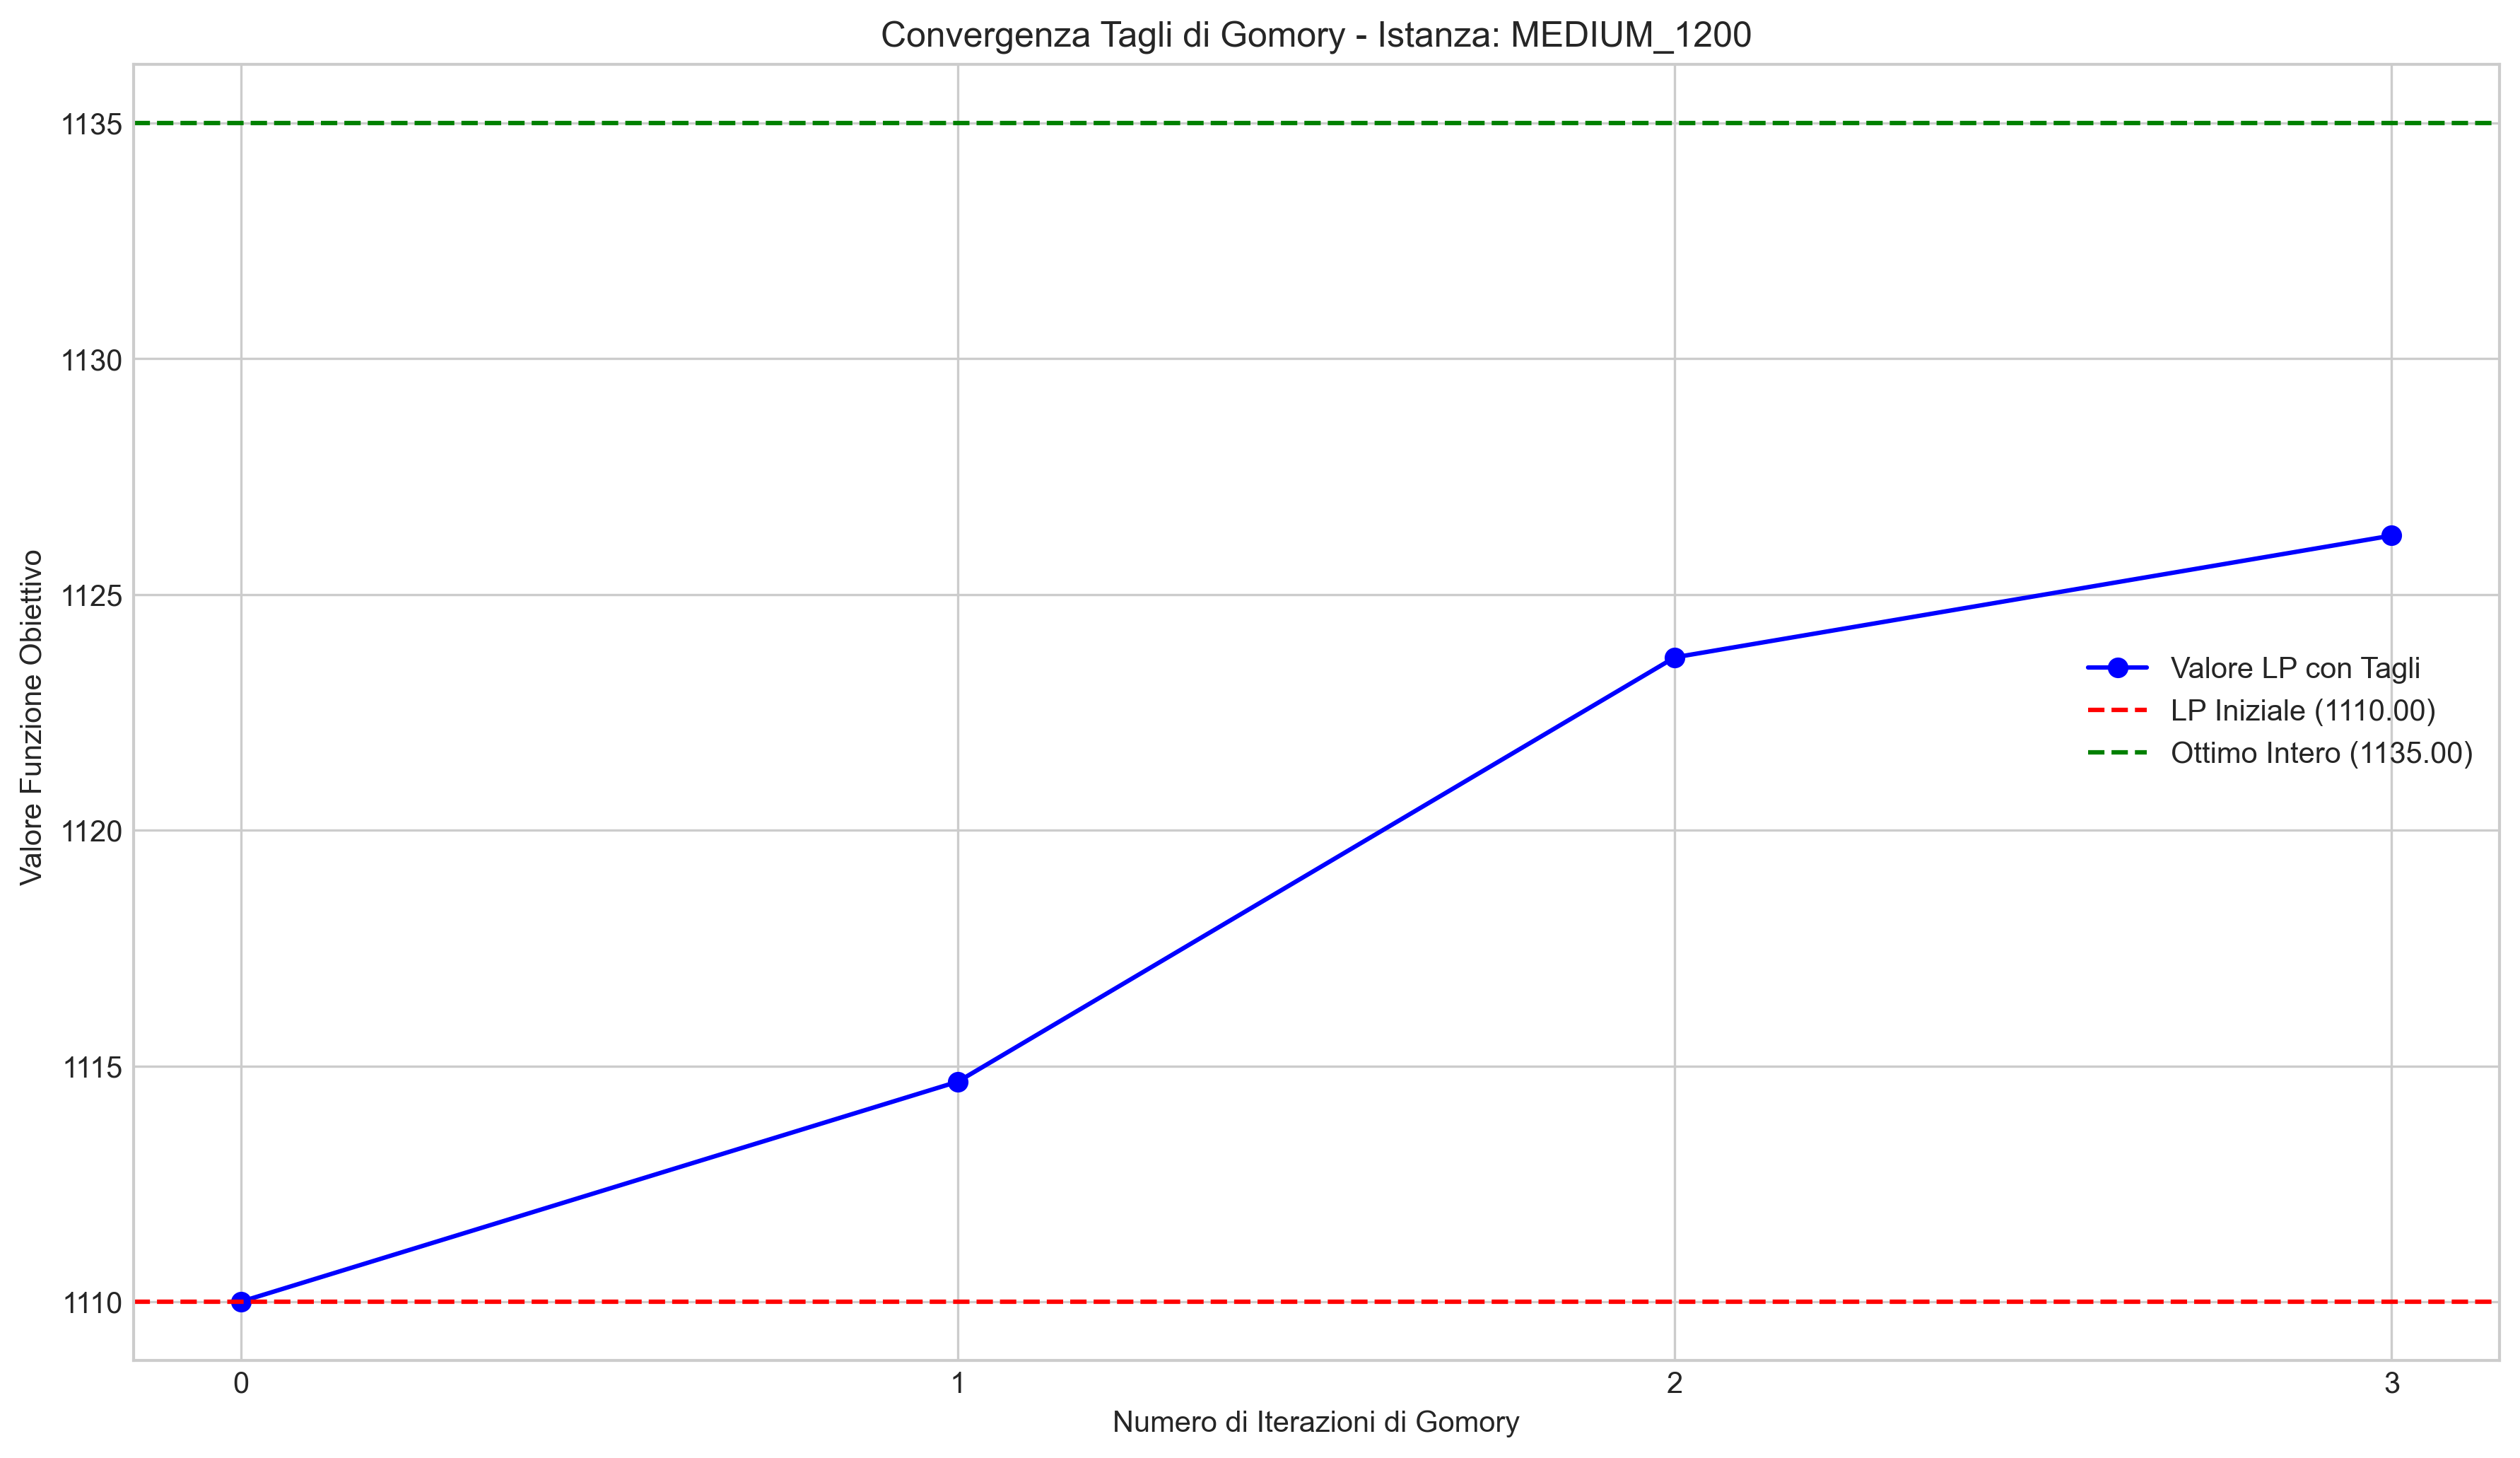 Convergenza Tagli di Gomory - Istanza: MEDIUM_1200
Valore Funzione Obiettivo
1135
1130
1125
1120
1115
1110
Valore LP con Tagli
LP Iniziale (1110.00)
Ottimo Intero (1135.00)
0
1
2
3
Numero di Iterazioni di Gomory